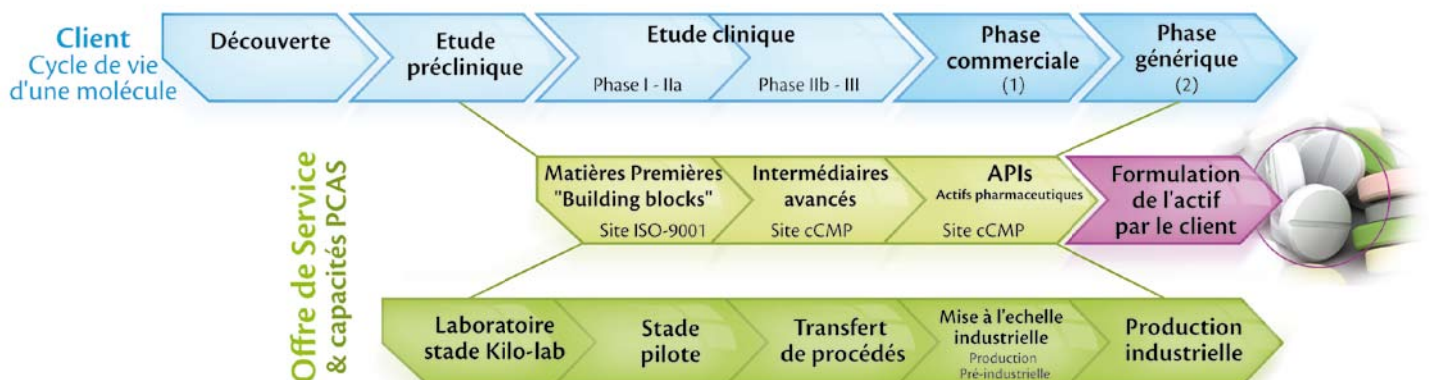 Client
Cycle de vie
d'une molécule
Découverte
Etude
préclinique
Etude clinique
Phase I - IIa
Phase IIb - III
Phase
commerciale
(1)
Phase
générique
(2)
Offre de Service
& capacités PCAS
Matières Premières
"Building blocks"
Site ISO-9001
Intermédiaires
avancés
Site cCMP
APIs
Actifs pharmaceutiques
Site cCMP
Formulation
de l'actif
par le client
Laboratoire
stade Kilo-lab
Stade
pilote
Transfert
de procédés
Mise à l'echelle
industrielle
Production
Pré-industrielle
Production
industrielle